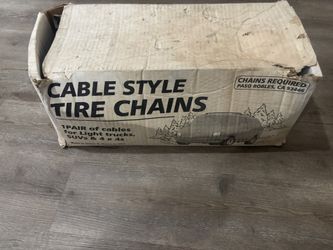 CABLE STYLE
TIRE CHAINS
1 PAIR of cables
for Light trucks,
SUVs & 4 x 4s
CHAINS REQUIRED
PASO ROBLES, CA 93446